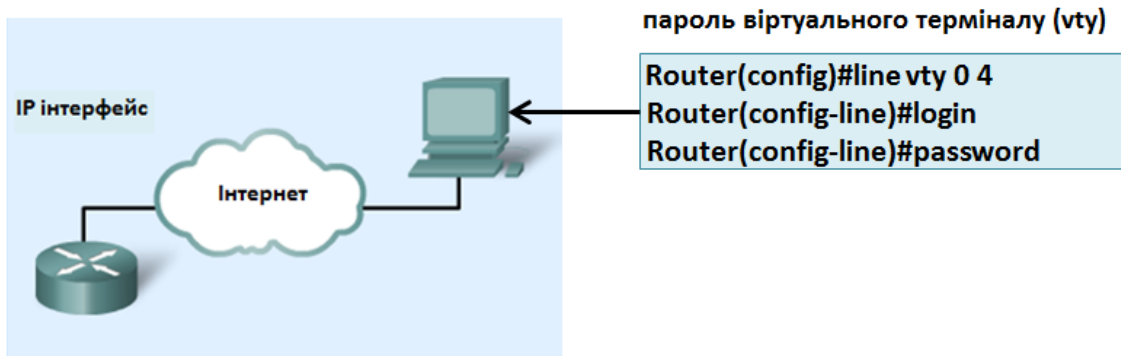 пароль віртуального терміналу (vty)
Router(config)#line vty 0 4
Router(config-line)#login
Router(config-line)#password
IP інтерфейс
Інтернет